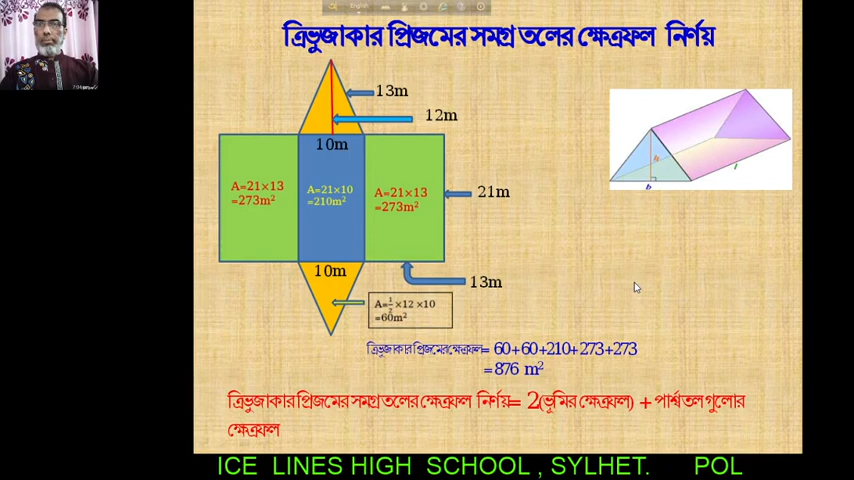 ত্রিভুজাকার প্রিজমের সমগ্র তলের ক্ষেত্রফল নির্ণয়
13m
12m
10m
A=21×13
=273m²
A=21×10
=210m²
A=21×13
=273m²
21m
10m
13m
A=½×12×10
=60m²
h
b
l
ত্রিভুজাকার প্রিজমের ক্ষেত্রফল= 60+60+210+273+273
=876 m²
ত্রিভুজাকার প্রিজমের সমগ্র তলের ক্ষেত্রফল নির্ণয়= 2(ভূমির ক্ষেত্রফল) + পার্শ্ব তল গুলোর
ক্ষেত্রফল
ICE LINES HIGH SCHOOL , SYLHET. POL